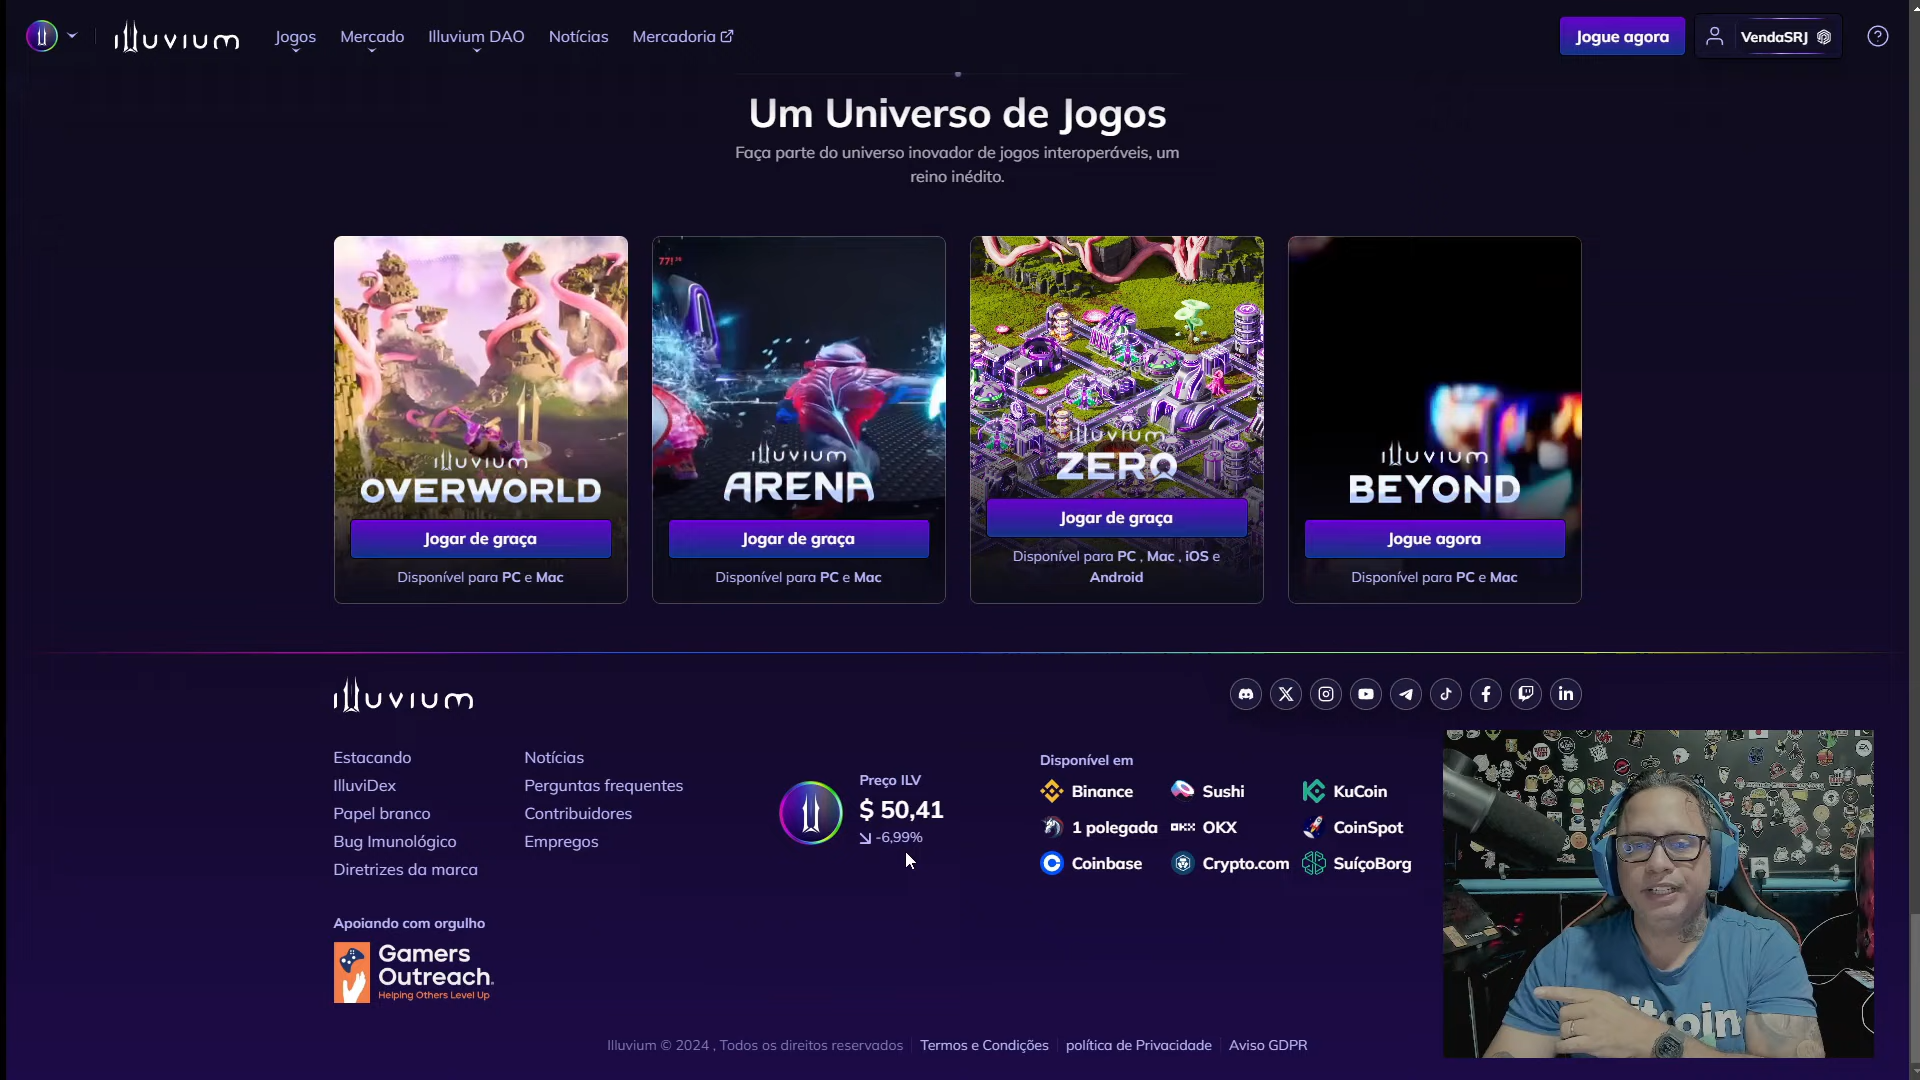 illuvium
Jogos
Mercado
Illuvium DAO
Notícias
Mercadoria
Jogue agora
VendaSRJ
Um Universo de Jogos
Faça parte do universo inovador de jogos interoperáveis, um
reino inédito.
illuvium
OVERWORLD
Jogar de graça
Disponível para PC e Mac
illuvium
ARENA
Jogar de graça
Disponível para PC e Mac
illuvium
ZERO
Jogar de graça
Disponível para PC , Mac , iOS e
Android
illuvium
BEYOND
Jogue agora
Disponível para PC e Mac
illuvium
Estacando
IlluviDex
Papel branco
Bug Imunológico
Diretrizes da marca
Notícias
Perguntas frequentes
Contribuidores
Empregos
Preço ILV
$ 50,41
-6,99%
Disponível em
Binance
Sushi
KuCoin
1 polegada
OKX
CoinSpot
Coinbase
Crypto.com
SuíçoBorg
Apoiando com orgulho
Gamers
Outreach.
Helping Others Level Up
Illuvium © 2024 , Todos os direitos reservados
Termos e Condições
política de Privacidade
Aviso GDPR